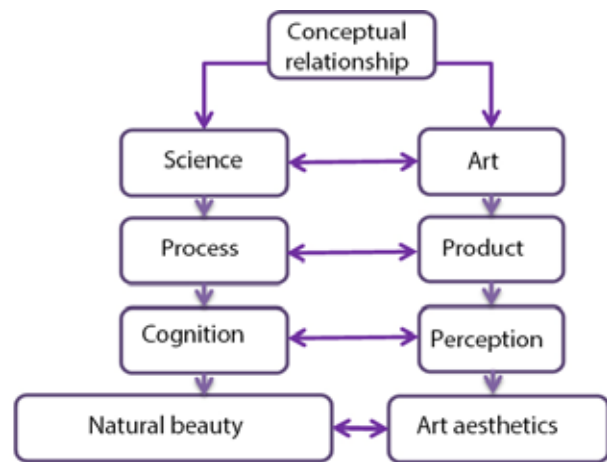 Conceptual
relationship
Science
Art
Process
Product
Cognition
Perception
Natural beauty
Art aesthetics